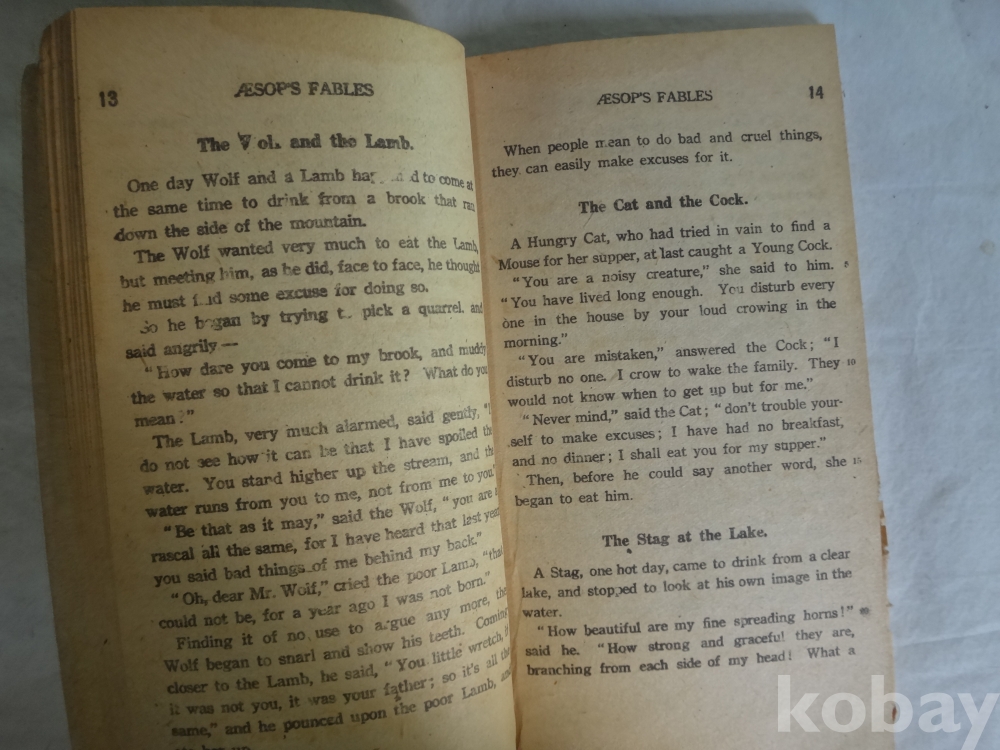 13
ÆSOP'S FABLES
The Wolf and the Lamb.
One day Wolf and a Lamb hap to come at
the same time to drink from a brook that ran
down the side of the mountain.
The Wolf wanted very much to eat the Lamb,
but meeting him, as he did, face to face, he thought
he must find some excuse for doing so.
So he began by trying to pick a quarrel and
said angrily—
"How dare you come to my brook, and muddy
the water so that I cannot drink it? What do you
mean?"
The Lamb, very much alarmed, said gently, "I
do not see how it can be that I have spoiled the
water. You stand higher up the stream, and the
water runs from you to me, not from me to you."
"Be that as it may," said the Wolf, "you are a
rascal all the same, for I have heard that last year
you said bad things of me behind my back."
"Oh, dear Mr. Wolf," cried the poor Lamb, "that
could not be, for a year ago I was not born."
Finding it of no use to argue any more, the
Wolf began to snarl and show his teeth. Coming
closer to the Lamb, he said, "You little wretch, if
it was not you, it was your father; so it's all the
same," and he pounced upon the poor Lamb, and
ÆSOP'S FABLES
14
When people mean to do bad and cruel things,
they can easily make excuses for it.
The Cat and the Cock.
A Hungry Cat, who had tried in vain to find a
Mouse for her supper, at last caught a Young Cock.
"You are a noisy creature," she said to him. 5
"You have lived long enough. You disturb every
one in the house by your loud crowing in the
morning."
"You are mistaken," answered the Cock; "I
disturb no one. I crow to wake the family. They 10
would not know when to get up but for me."
"Never mind," said the Cat; "don't trouble your-
self to make excuses; I have had no breakfast,
and no dinner; I shall eat you for my supper."
Then, before he could say another word, she 15
began to eat him.
The Stag at the Lake.
A Stag, one hot day, came to drink from a clear
lake, and stopped to look at his own image in the
water.
"How beautiful are my fine spreading horns!"
said he. "How strong and graceful they are,
branching from each side of my head! What a
kobay